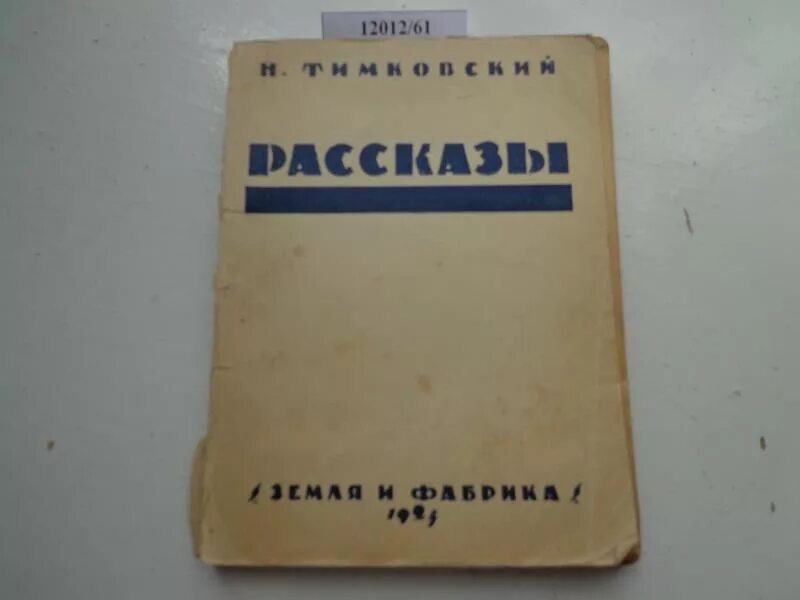 12012/61
Н. ТИМКОВСКИЙ
РАССКАЗЫ
ЗЕМЛЯ И ФАБРИКА